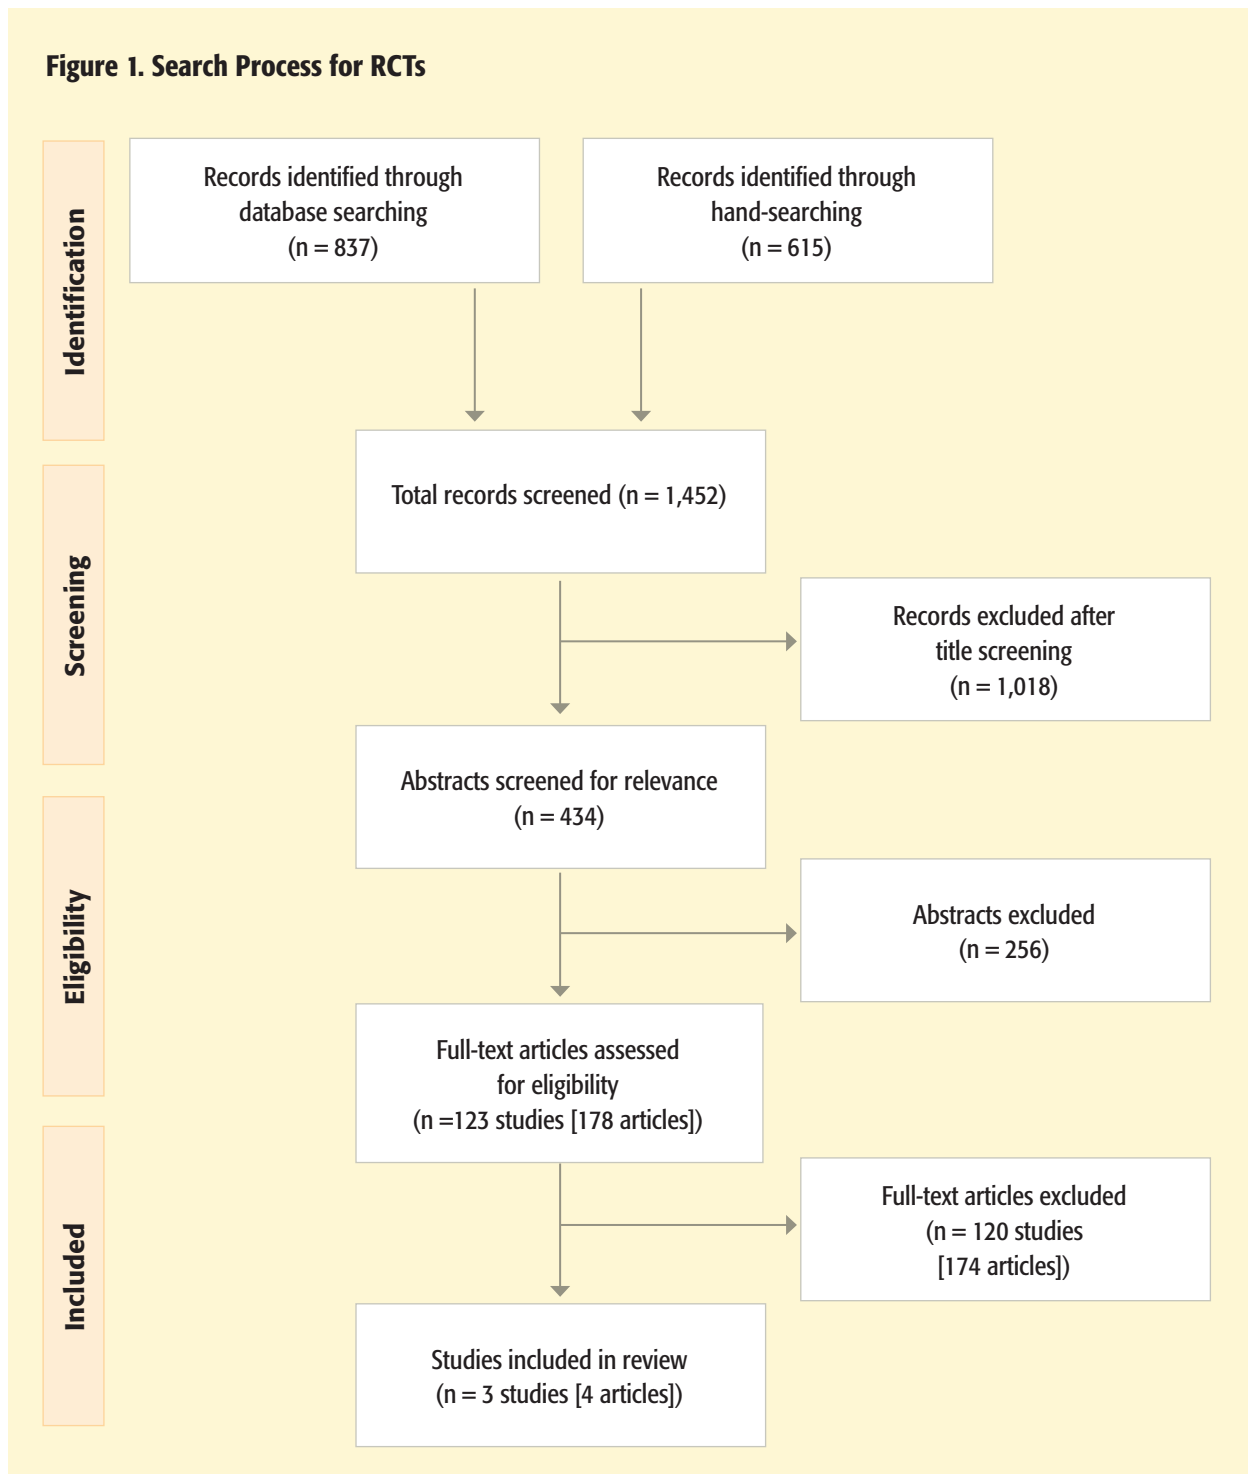 Figure 1. Search Process for RCTs
Identification
Records identified through
database searching
(n = 837)
Records identified through
hand-searching
(n = 615)
Screening
Total records screened (n = 1,452)
Records excluded after
title screening
(n = 1,018)
Abstracts screened for relevance
(n = 434)
Eligibility
Abstracts excluded
(n = 256)
Full-text articles assessed
for eligibility
(n =123 studies [178 articles])
Included
Full-text articles excluded
(n = 120 studies
[174 articles])
Studies included in review
(n = 3 studies [4 articles])